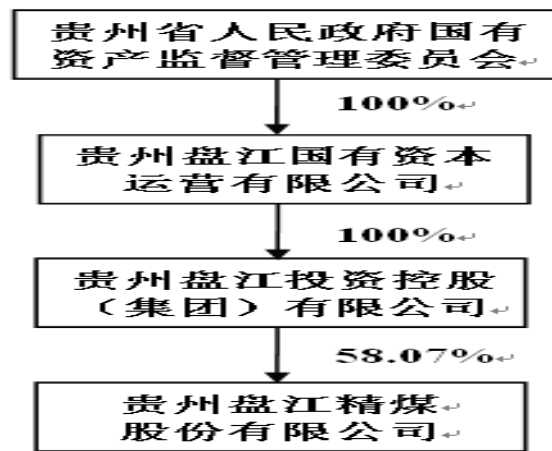 贵州省人民政府国有
资产监督管理委员会
100%
贵州盘江国有资本
运营有限公司
100%
贵州盘江投资控股
（集团）有限公司
58.07%
贵州盘江精煤
股份有限公司